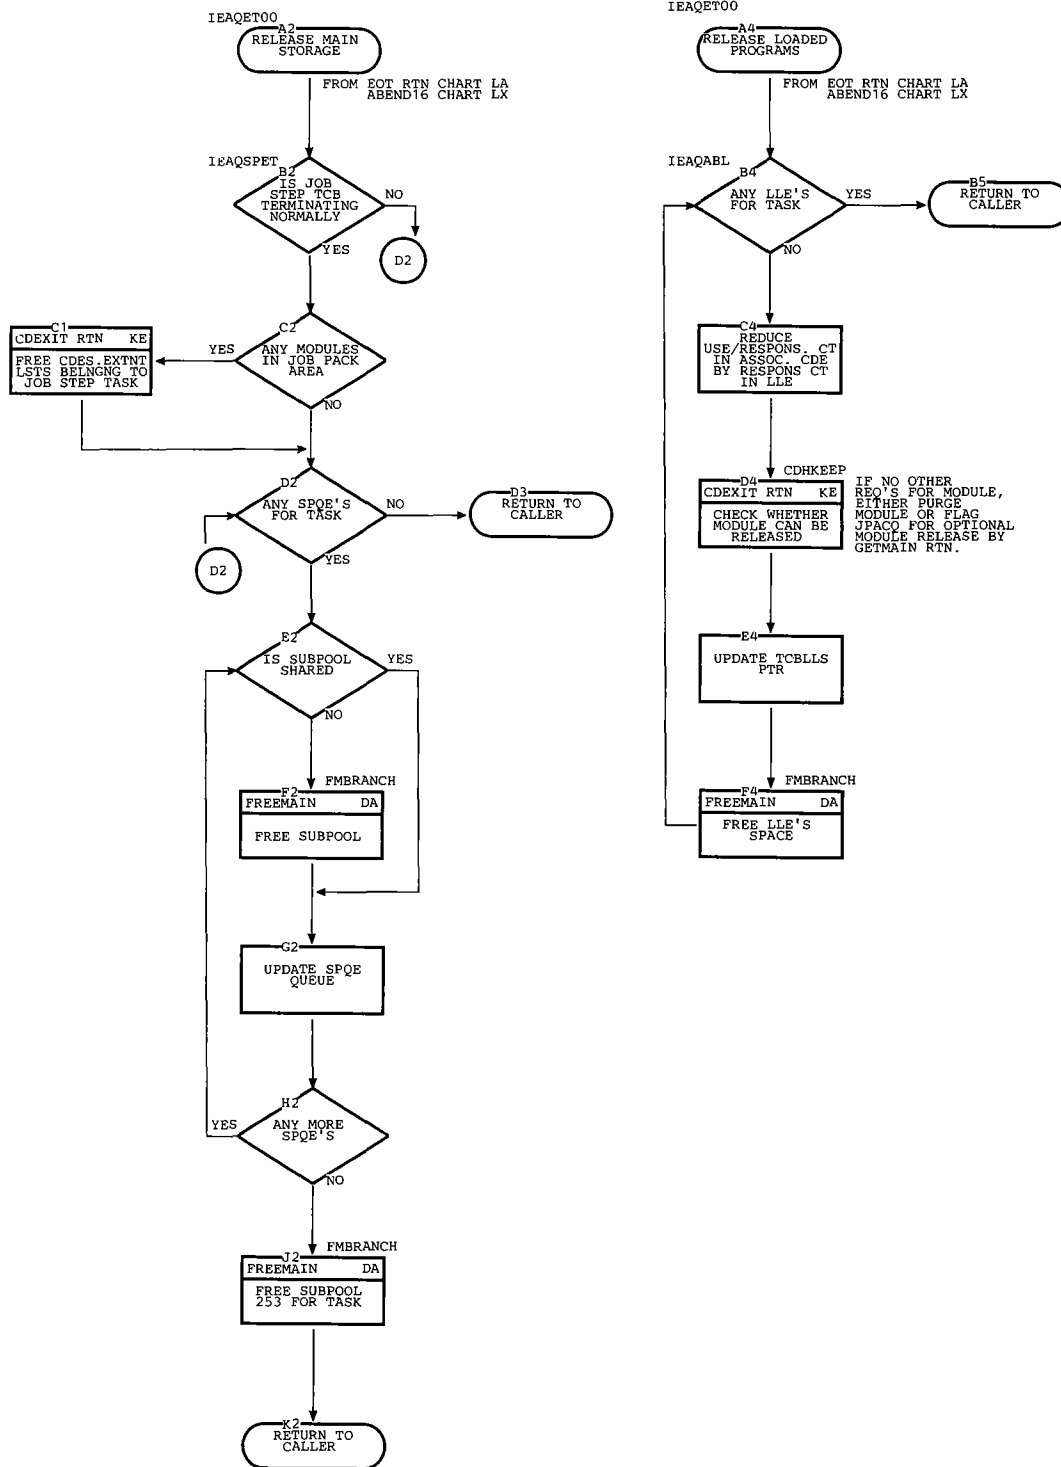 IEAQET00
A2
RELEASE MAIN
STORAGE
FROM EOT RTN CHART LA
ABEND16 CHART LX
IEAQSPET
B2
IS JOB
STEP TCB
TERMINATING
NORMALLY
NO
D2
YES
C1
CDEXIT RTN KE
FREE CDES.EXTNT
LSTS BELNGNG TO
JOB STEP TASK
YES
C2
ANY MODULES
IN JOB PACK
AREA
NO
D2
ANY SPQE'S
FOR TASK
NO
D3
RETURN TO
CALLER
D2
YES
E2
IS SUBPOOL
SHARED
YES
NO
FMBRANCH
F2
FREEMAIN DA
FREE SUBPOOL
G2
UPDATE SPQE
QUEUE
H2
YES
ANY MORE
SPQE'S
NO
FMBRANCH
J2
FREEMAIN DA
FREE SUBPOOL
253 FOR TASK
K2
RETURN TO
CALLER
IEAQET00
A4
RELEASE LOADED
PROGRAMS
FROM EOT RTN CHART LA
ABEND16 CHART LX
IEAQABL
B4
ANY LLE'S
FOR TASK
YES
B5
RETURN TO
CALLER
NO
C4
REDUCE
USE/RESPONS. CT
IN ASSOC. CDE
BY RESPONS CT
IN LLE
CDHKEEP
D4
CDEXIT RTN KE
CHECK WHETHER
MODULE CAN BE
RELEASED
IF NO OTHER
REQ'S FOR MODULE,
EITHER PURGE
MODULE OR FLAG
JPACQ FOR OPTIONAL
MODULE RELEASE BY
GETMAIN RTN.
E4
UPDATE TCBLLS
PTR
FMBRANCH
F4
FREEMAIN DA
FREE LLE'S
SPACE